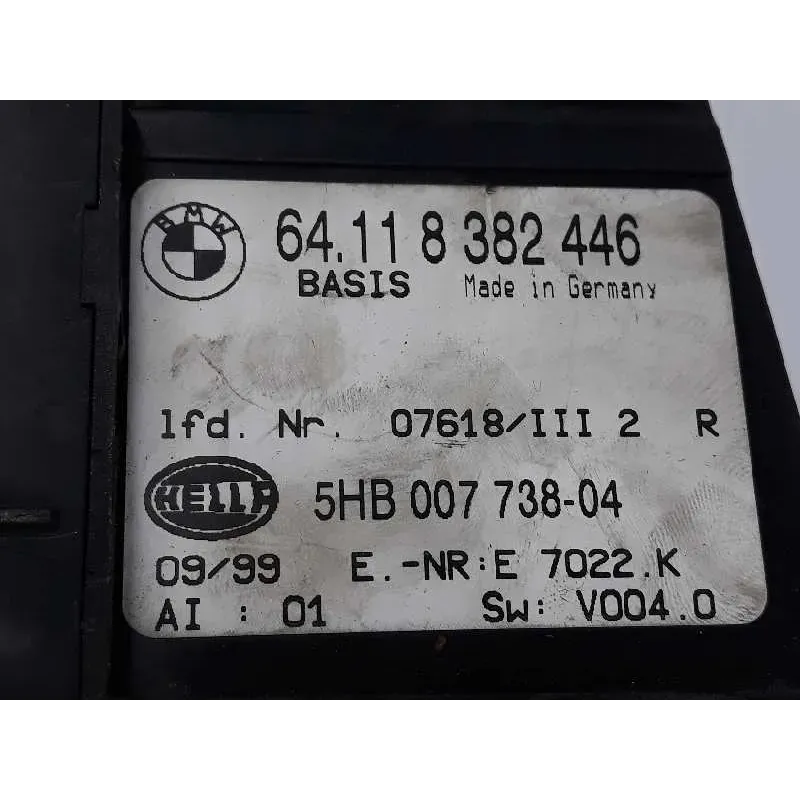 BMW
64.11 8 382 446
BASIS Made in Germany
lfd. Nr. 07618/III 2 R
HELLA 5HB 007 738-04
09/99 E.-NR:E 7022.K
AI : 01 Sw: V004.0